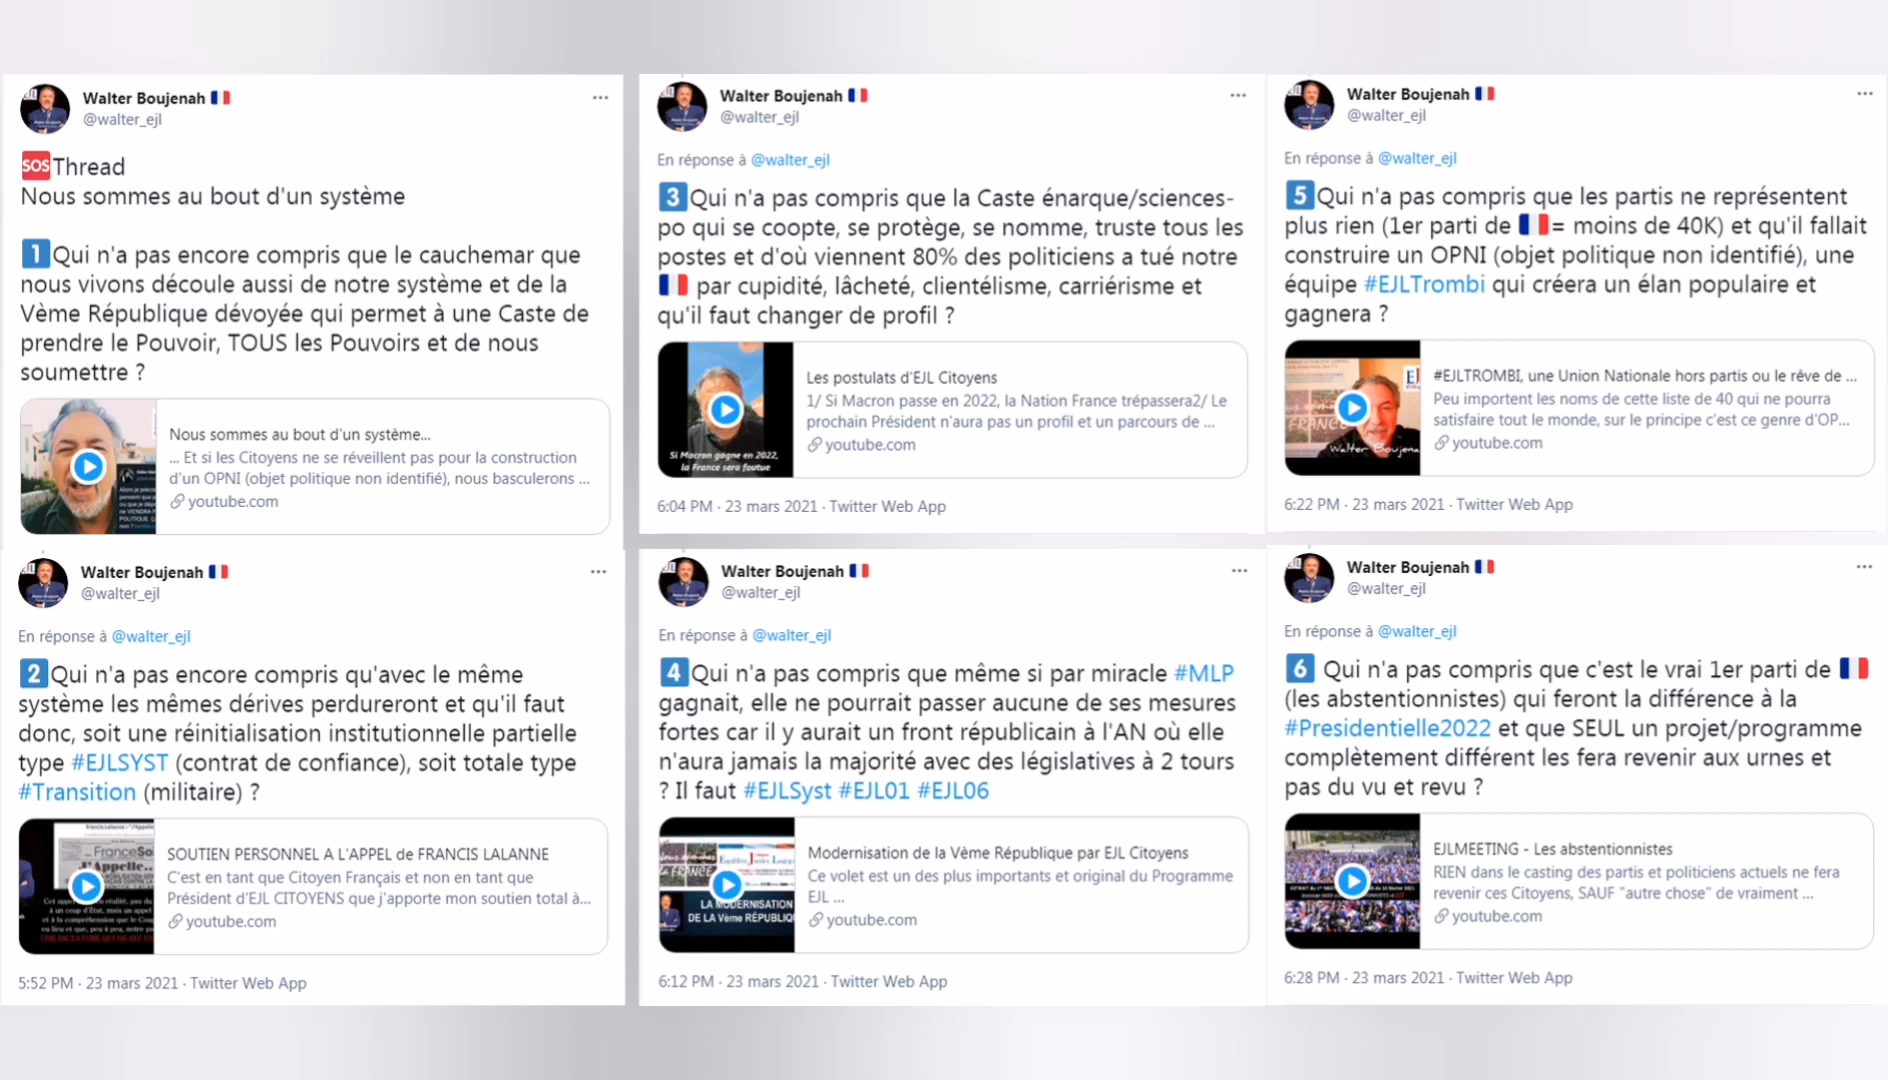 Walter Boujenah 🇫🇷
@walter_ejl
🆘Thread
Nous sommes au bout d'un système
1️⃣Qui n'a pas encore compris que le cauchemar que
nous vivons découle aussi de notre système et de la
Vème République dévoyée qui permet à une Caste de
prendre le Pouvoir, TOUS les Pouvoirs et de nous
soumettre ?
Nous sommes au bout d'un système...
... Et si les Citoyens ne se réveillent pas pour la construction
d'un OPNI (objet politique non identifié), nous basculerons ...
youtube.com
Walter Boujenah 🇫🇷
@walter_ejl
En réponse à @walter_ejl
2️⃣Qui n'a pas encore compris qu'avec le même
système les mêmes dérives perdureront et qu'il faut
donc, soit une réinitialisation institutionnelle partielle
type #EJLSYST (contrat de confiance), soit totale type
#Transition (militaire) ?
FranceSoi
L'Appelle..
SOUTIEN PERSONNEL A L'APPEL de FRANCIS LALANNE
C'est en tant que Citoyen Français et non en tant que
Président d'EJL CITOYENS que j'apporte mon soutien total à...
youtube.com
5:52 PM · 23 mars 2021 · Twitter Web App
Walter Boujenah 🇫🇷
@walter_ejl
En réponse à @walter_ejl
3️⃣Qui n'a pas compris que la Caste énarque/sciences-
po qui se coopte, se protège, se nomme, truste tous les
postes et d'où viennent 80% des politiciens a tué notre
🇫🇷 par cupidité, lâcheté, clientélisme, carriérisme et
qu'il faut changer de profil ?
Si Macron gagne en 2022,
la France sera foutue
Les postulats d'EJL Citoyens
1/ Si Macron passe en 2022, la Nation France trépassera2/ Le
prochain Président n'aura pas un profil et un parcours de ...
youtube.com
6:04 PM · 23 mars 2021 · Twitter Web App
Walter Boujenah 🇫🇷
@walter_ejl
En réponse à @walter_ejl
4️⃣Qui n'a pas compris que même si par miracle #MLP
gagnait, elle ne pourrait passer aucune de ses mesures
fortes car il y aurait un front républicain à l'AN où elle
n'aura jamais la majorité avec des législatives à 2 tours
? Il faut #EJLSyst #EJL01 #EJL06
LA MODERNISATION
DE LA Vème RÉPUBLIQU
Modernisation de la Vème République par EJL Citoyens
Ce volet est un des plus importants et original du Programme
EJL ...
youtube.com
6:12 PM · 23 mars 2021 · Twitter Web App
Walter Boujenah 🇫🇷
@walter_ejl
En réponse à @walter_ejl
5️⃣Qui n'a pas compris que les partis ne représentent
plus rien (1er parti de 🇫🇷= moins de 40K) et qu'il fallait
construire un OPNI (objet politique non identifié), une
équipe #EJLTrombi qui créera un élan populaire et
gagnera ?
Walter Boujena
#EJLTROMBI, une Union Nationale hors partis ou le rêve de ...
Peu importent les noms de cette liste de 40 qui ne pourra
satisfaire tout le monde, sur le principe c'est ce genre d'OP...
youtube.com
6:22 PM · 23 mars 2021 · Twitter Web App
Walter Boujenah 🇫🇷
@walter_ejl
En réponse à @walter_ejl
6️⃣ Qui n'a pas compris que c'est le vrai 1er parti de 🇫🇷
(les abstentionnistes) qui feront la différence à la
#Presidentielle2022 et que SEUL un projet/programme
complètement différent les fera revenir aux urnes et
pas du vu et revu ?
EJLMEETING - Les abstentionnistes
RIEN dans le casting des partis et politiciens actuels ne fera
revenir ces Citoyens, SAUF "autre chose" de vraiment ...
youtube.com
6:28 PM · 23 mars 2021 · Twitter Web App